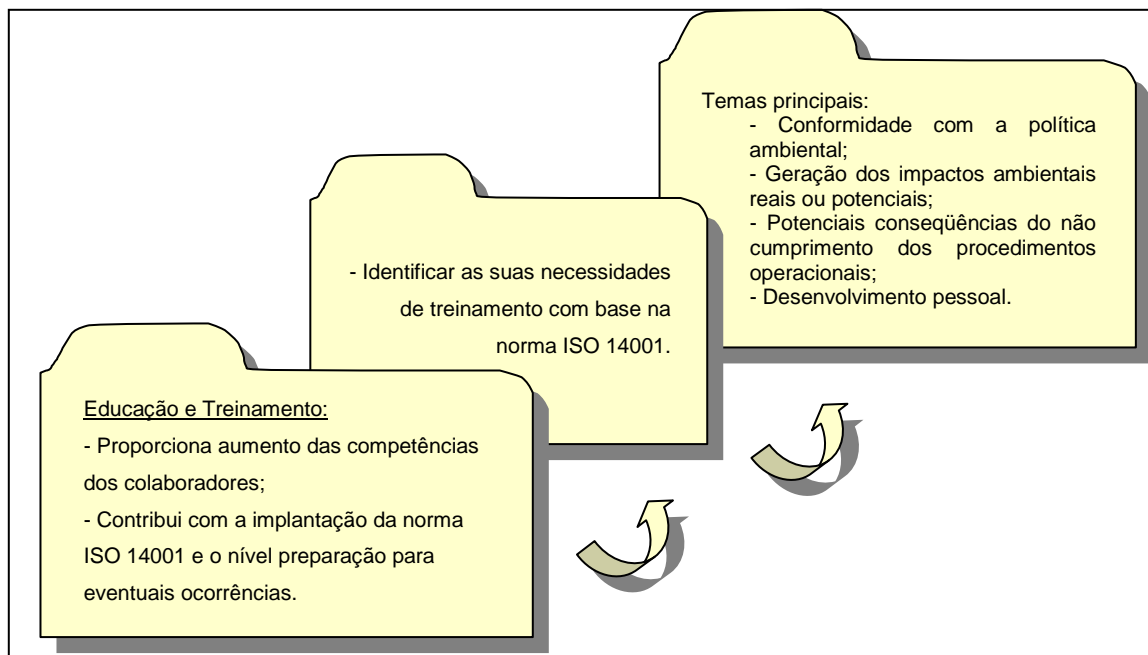 Temas principais:
- Conformidade com a política
ambiental;
- Geração dos impactos ambientais
reais ou potenciais;
- Potenciais conseqüências do não
cumprimento dos procedimentos
operacionais;
- Desenvolvimento pessoal.
- Identificar as suas necessidades
de treinamento com base na
norma ISO 14001.
Educação e Treinamento:
- Proporciona aumento das competências
dos colaboradores;
- Contribui com a implantação da norma
ISO 14001 e o nível preparação para
eventuais ocorrências.